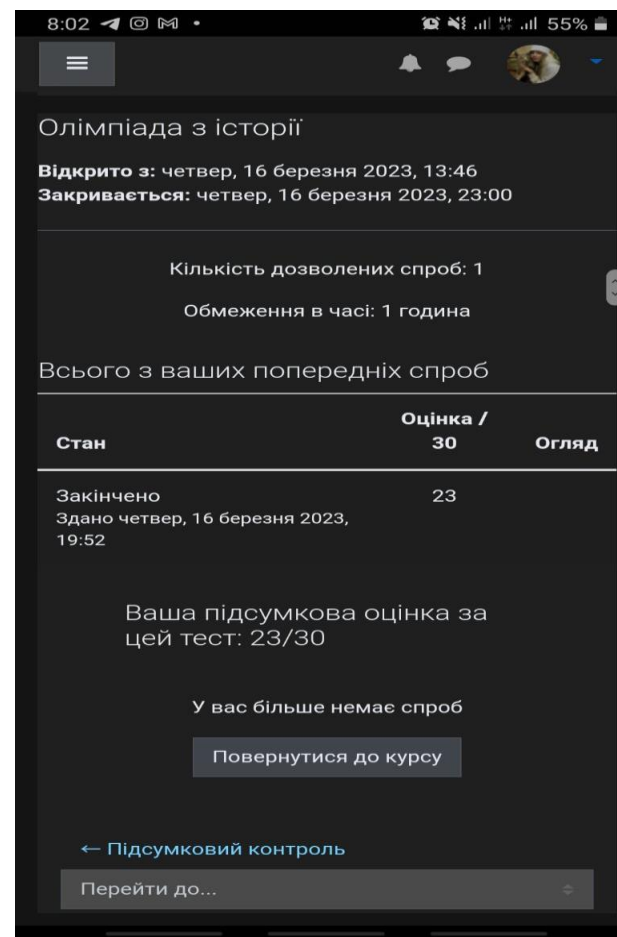 8:02 55%
Олімпіада з історії
Відкрито з: четвер, 16 березня 2023, 13:46
Закривається: четвер, 16 березня 2023, 23:00
Кількість дозволених спроб: 1
Обмеження в часі: 1 година
Всього з ваших попередніх спроб
Оцінка /
Стан 30 Огляд
Закінчено 23
Здано четвер, 16 березня 2023,
19:52
Ваша підсумкова оцінка за
цей тест: 23/30
У вас більше немає спроб
Повернутися до курсу
← Підсумковий контроль
Перейти до...